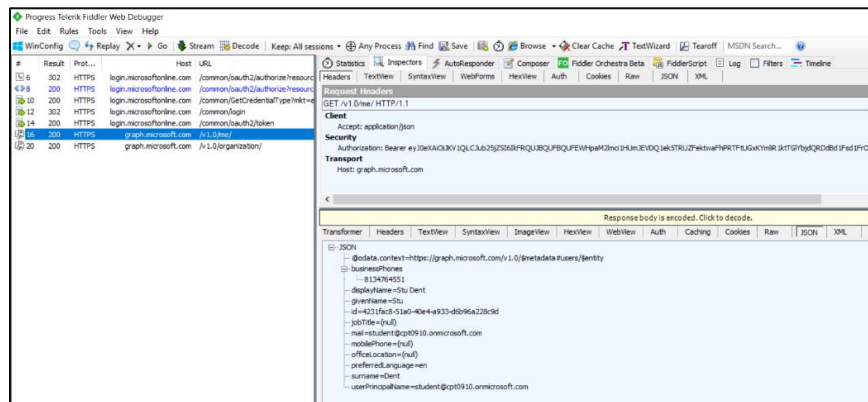 Progress Telerik Fiddler Web Debugger
File Edit Rules Tools View Help
WinConfig Replay X Go Stream Decode Keep: All sessions Any Process Find Save Browse Clear Cache TextWizard Tearoff MSDN Search...
# Result Prot... Host URL
6 302 HTTPS login.microsoftonline.com /common/oauth2/authorize?resourc
8 200 HTTPS login.microsoftonline.com /common/oauth2/authorize?resourc
10 200 HTTPS login.microsoftonline.com /common/GetCredentialType?mkt=e
12 302 HTTPS login.microsoftonline.com /common/login
14 200 HTTPS login.microsoftonline.com /common/oauth2/token
16 200 HTTPS graph.microsoft.com /v1.0/me/
20 200 HTTPS graph.microsoft.com /v1.0/organization/
Statistics Inspectors AutoResponder Composer FO Fiddler Orchestra Beta FiddlerScript Log Filters Timeline
Headers TextView SyntaxView WebForms HexView Auth Cookies Raw JSON XML
Request Headers
GET /v1.0/me/ HTTP/1.1
Client
Accept: application/json
Security
Authorization: Bearer
Transport
Host: graph.microsoft.com
Response body is encoded. Click to decode.
Transformer Headers TextView SyntaxView ImageView HexView WebView Auth Caching Cookies Raw JSON XML
JSON
@odata.context=https://graph.microsoft.com/v1.0/$metadata#users/$entity
businessPhones
8134764551
displayName=Stu Dent
givenName=Stu
id=4231fac8-51a0-40e4-a933-d6b96a228c9d
jobTitle=(null)
mail=student@cpt0910.onmicrosoft.com
mobilePhone=(null)
officeLocation=(null)
preferredLanguage=en
surname=Dent
userPrincipalName=student@cpt0910.onmicrosoft.com